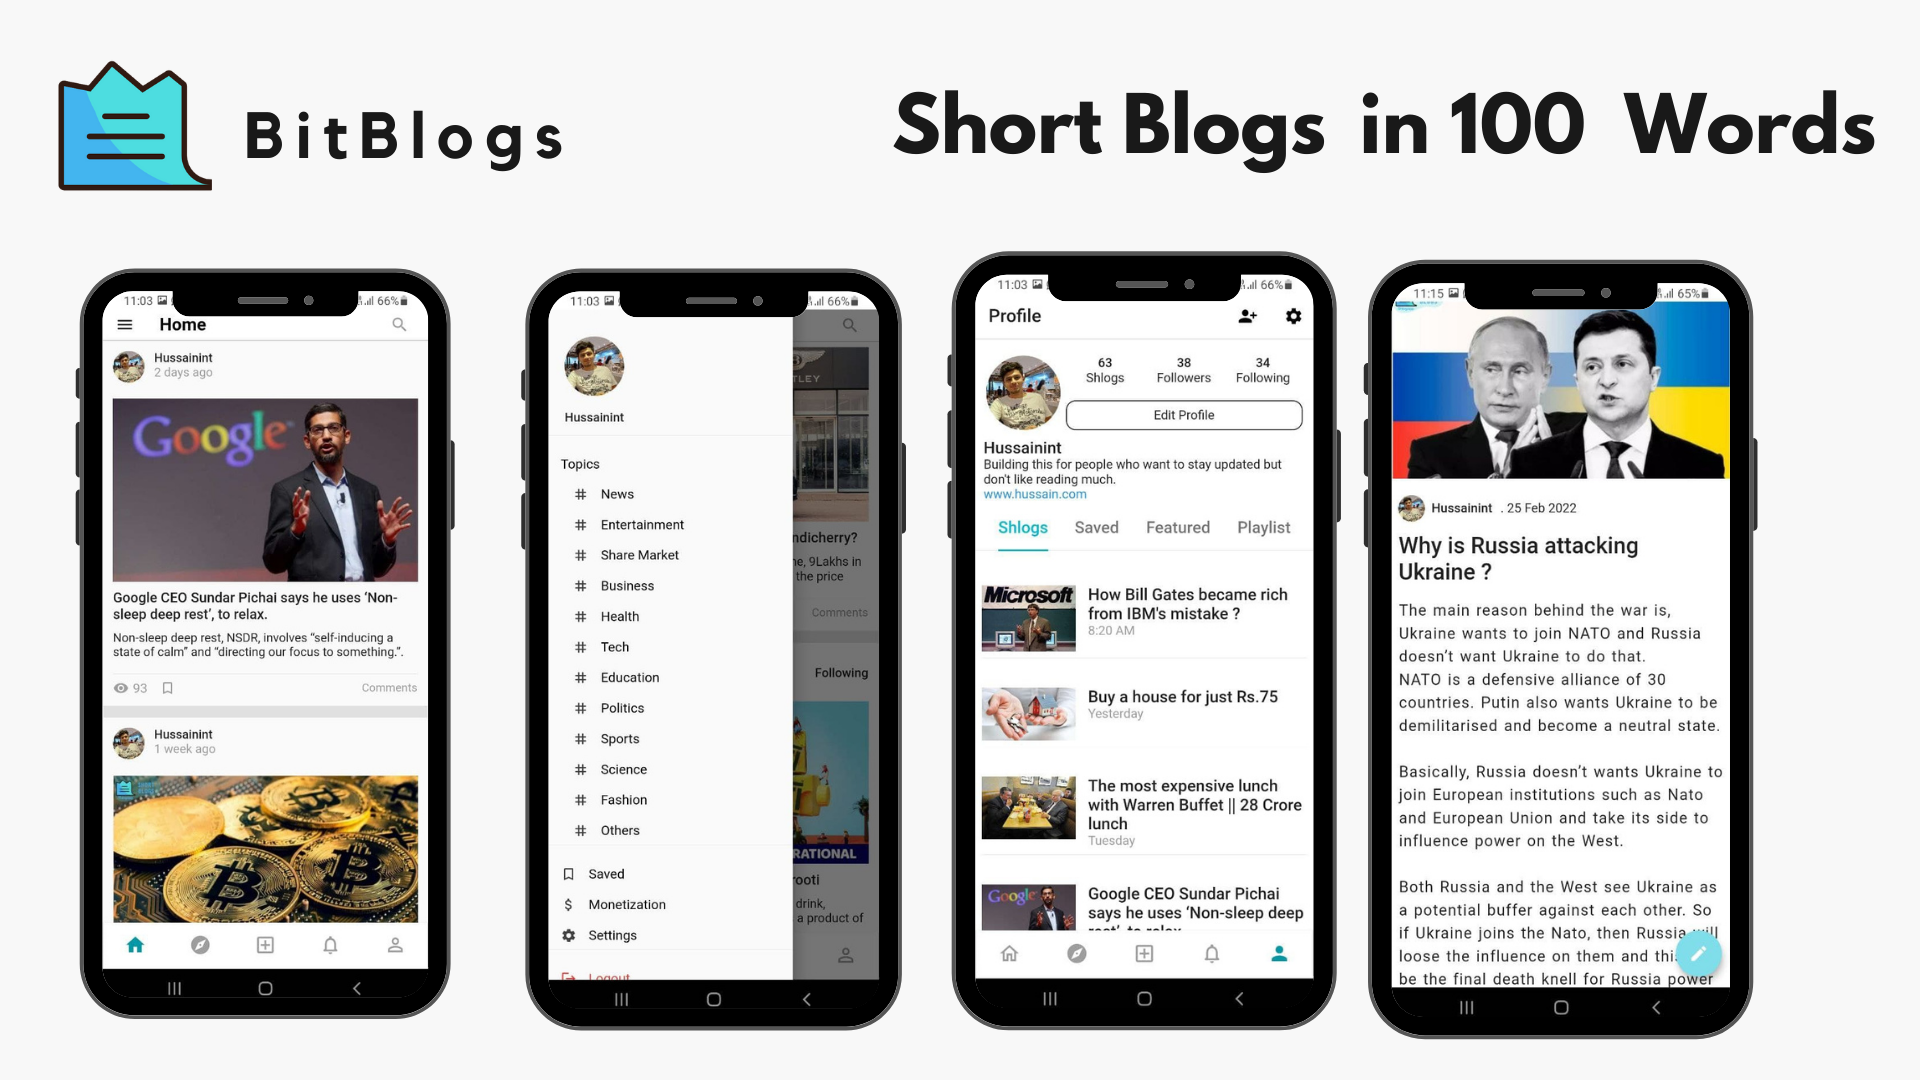 BitBlogs
Short Blogs in 100 Words
11:03
66%
Home
Hussainint
2 days ago
Google
Google CEO Sundar Pichai says he uses ‘Non-
sleep deep rest’, to relax.
Non-sleep deep rest, NSDR, involves “self-inducing a
state of calm” and “directing our focus to something.”.
93
Comments
Hussainint
1 week ago
11:03
66%
Hussainint
Topics
# News
# Entertainment
# Share Market
# Business
# Health
# Tech
# Education
# Politics
# Sports
# Science
# Fashion
# Others
Saved
$ Monetization
Settings
Logout
TLEY
ndicherry?
ne, 9Lakhs in
the price
Comments
Following
RATIONAL
rooti
drink,
a product of
11:03
66%
Profile
63
Shlogs
38
Followers
34
Following
Edit Profile
Hussainint
Building this for people who want to stay updated but
don't like reading much.
www.hussain.com
Shlogs Saved Featured Playlist
Microsoft
How Bill Gates became rich
from IBM's mistake ?
8:20 AM
Buy a house for just Rs.75
Yesterday
The most expensive lunch
with Warren Buffet || 28 Crore
lunch
Tuesday
Google
Google CEO Sundar Pichai
says he uses ‘Non-sleep deep
rest’, to relax.
11:15
65%
Hussainint . 25 Feb 2022
Why is Russia attacking
Ukraine ?
The main reason behind the war is,
Ukraine wants to join NATO and Russia
doesn’t want Ukraine to do that.
NATO is a defensive alliance of 30
countries. Putin also wants Ukraine to be
demilitarised and become a neutral state.
Basically, Russia doesn’t wants Ukraine to
join European institutions such as Nato
and European Union and take its side to
influence power on the West.
Both Russia and the West see Ukraine as
a potential buffer against each other. So
if Ukraine joins the Nato, then Russia will
loose the influence on them and this
be the final death knell for Russia power